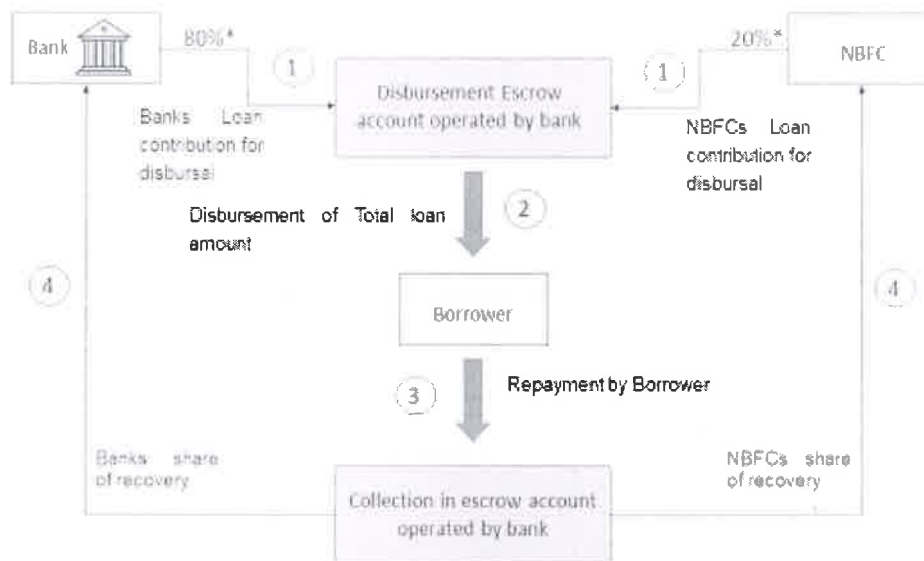 Bank
80%*
20%*
NBFC
1
1
Disbursement Escrow
account operated by bank
Banks Loan
contribution for
disbursal
NBFCs Loan
contribution for
disbursal
2
Disbursement of Total loan
amount
4
4
Borrower
3
Repayment by Borrower
Banks share
of recovery
NBFCs share
of recovery
Collection in escrow account
operated by bank